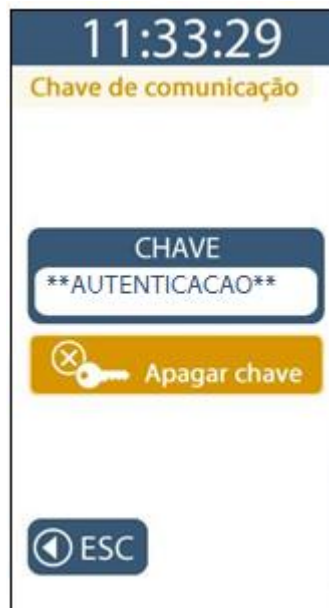 11:33:29
Chave de comunicação
CHAVE
**AUTENTICACAO**
Apagar chave
ESC